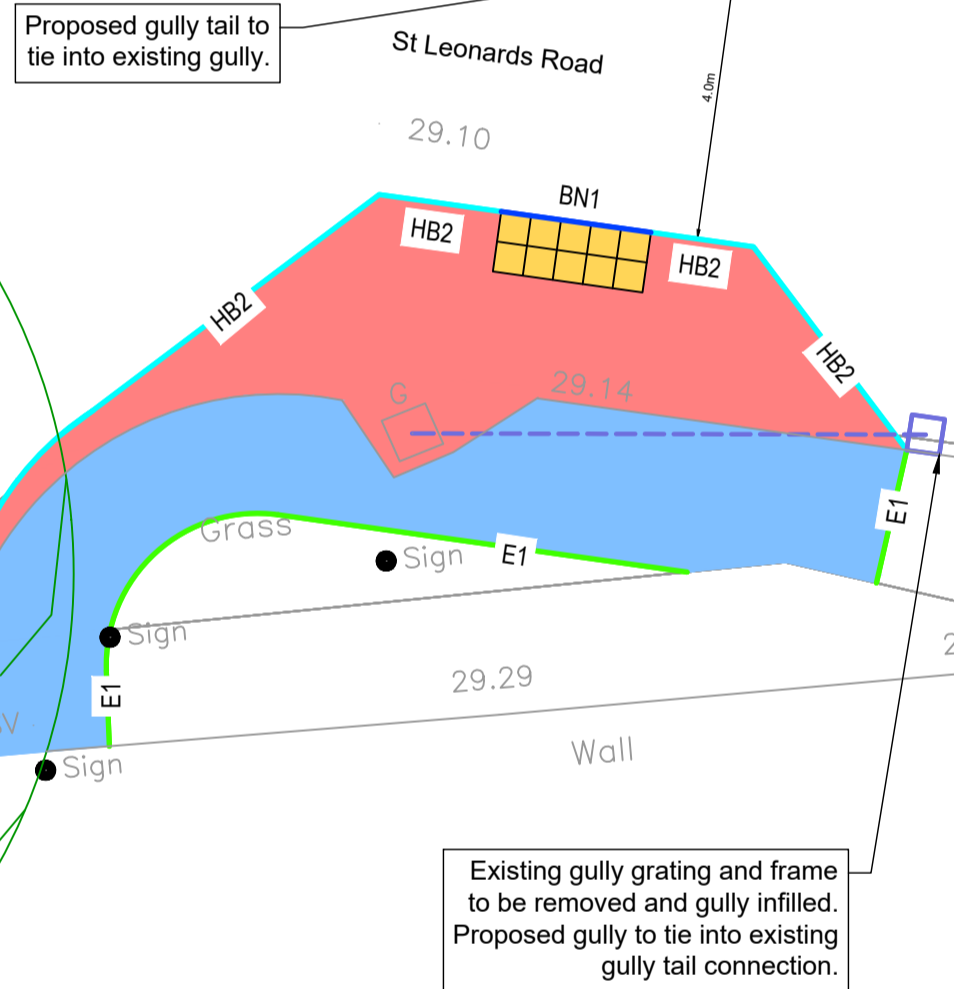 Proposed gully tail to
tie into existing gully.
St Leonards Road
4.0m
29.10
BN1
HB2
HB2
HB2
HB2
G
29.14
E1
Grass
Sign
E1
Sign
E1
29.29
2
V
Wall
Sign
Existing gully grating and frame
to be removed and gully infilled.
Proposed gully to tie into existing
gully tail connection.